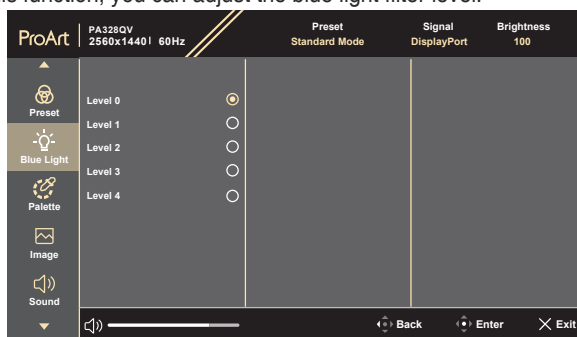 function, you can adjust the blue light filter level.
ProArt
PA328QV
2560x1440 60Hz
Preset
Standard Mode
Signal
DisplayPort
Brightness
100
Preset
Blue Light
Palette
Image
Sound
Level 0
Level 1
Level 2
Level 3
Level 4
Back
Enter
Exit